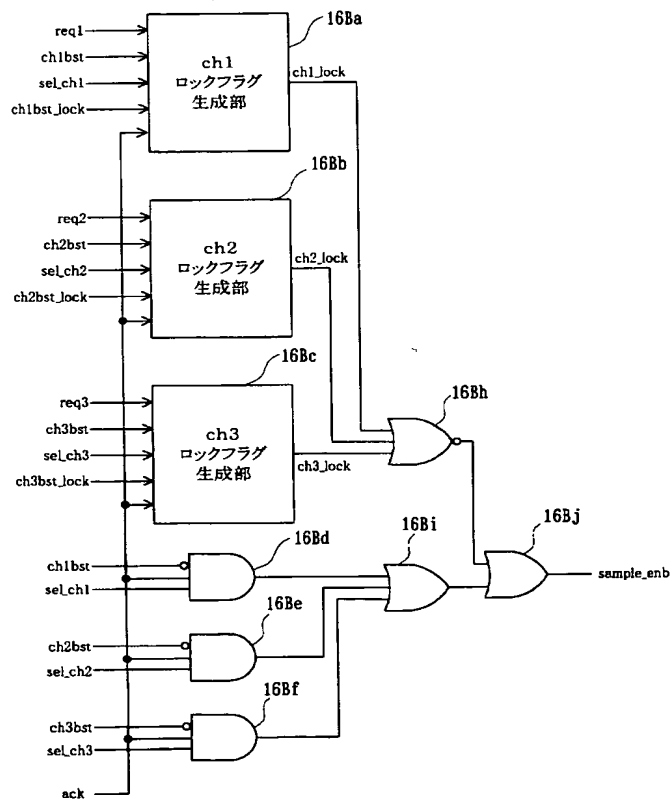 16Ba
req1
ch1bst
sel_ch1
ch1bst_lock
ch1
ロックフラグ
生成部
ch1_lock
16Bb
req2
ch2bst
sel_ch2
ch2bst_lock
ch2
ロックフラグ
生成部
ch2_lock
16Bc
req3
ch3bst
sel_ch3
ch3bst_lock
ch3
ロックフラグ
生成部
ch3_lock
16Bh
16Bd
ch1bst
sel_ch1
16Bi
16Bj
sample_enb
16Be
ch2bst
sel_ch2
16Bf
ch3bst
sel_ch3
ack